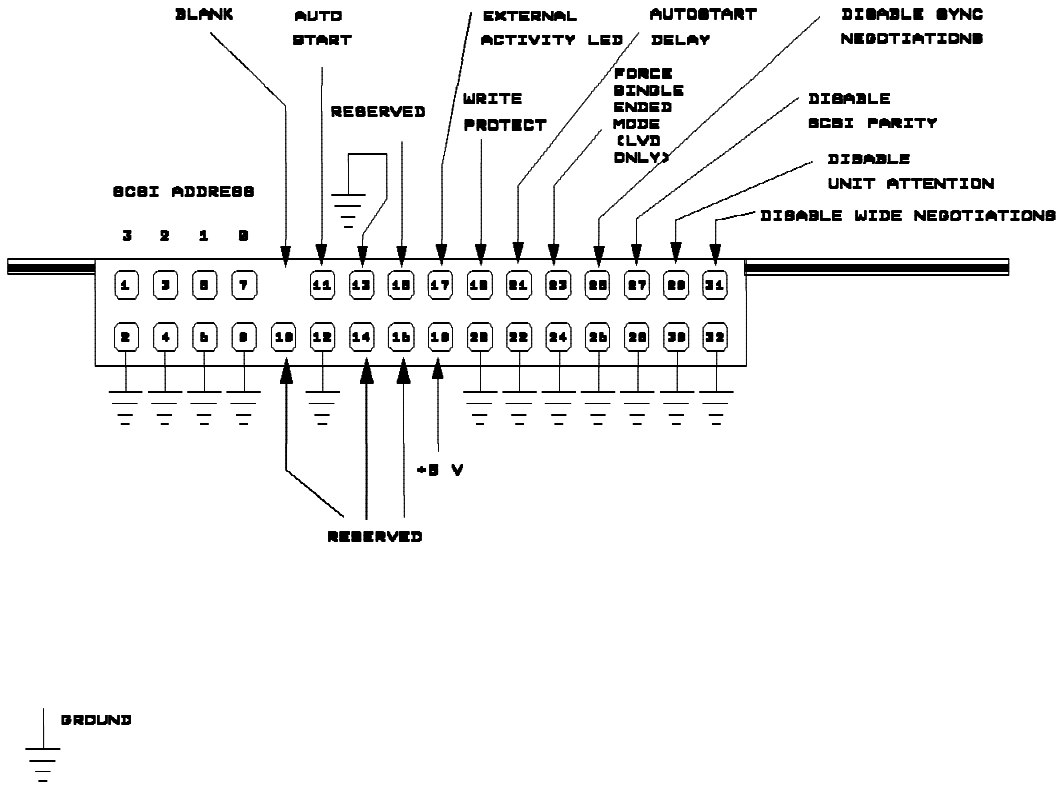 BLANK
AUTO
START
EXTERNAL
ACTIVITY LED
AUTOSTART
DELAY
DISABLE SYNC
NEGOTIATIONS
RESERVED
WRITE
PROTECT
FORCE
SINGLE
ENDED
MODE
(LVD
ONLY)
DISABLE
SCSI PARITY
DISABLE
UNIT ATTENTION
DISABLE WIDE NEGOTIATIONS
SCSI ADDRESS
3 2 1 0
1 3 5 7 11 13 15 17 19 21 23 25 27 29 31
2 4 6 8 10 12 14 16 18 20 22 24 26 28 30 32
+5 V
RESERVED
GROUND